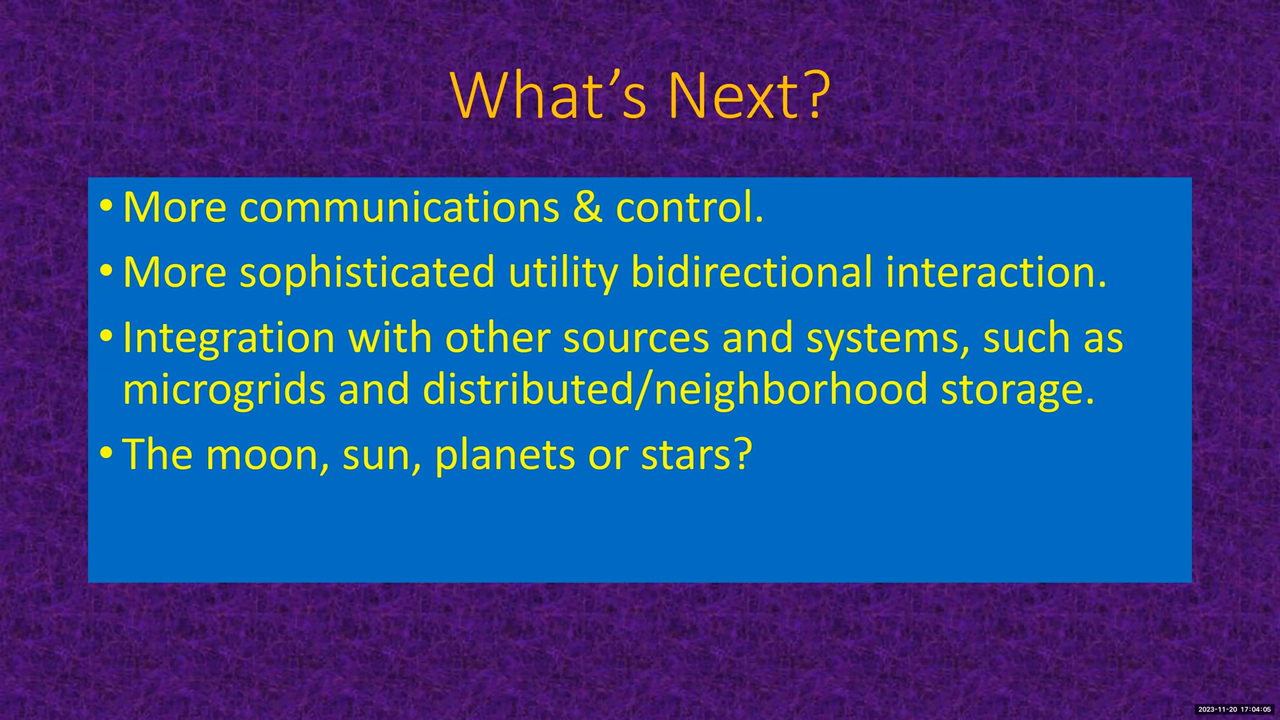 What’s Next?
• More communications & control.
• More sophisticated utility bidirectional interaction.
• Integration with other sources and systems, such as
microgrids and distributed/neighborhood storage.
• The moon, sun, planets or stars?
2023-11-20 17:04:05